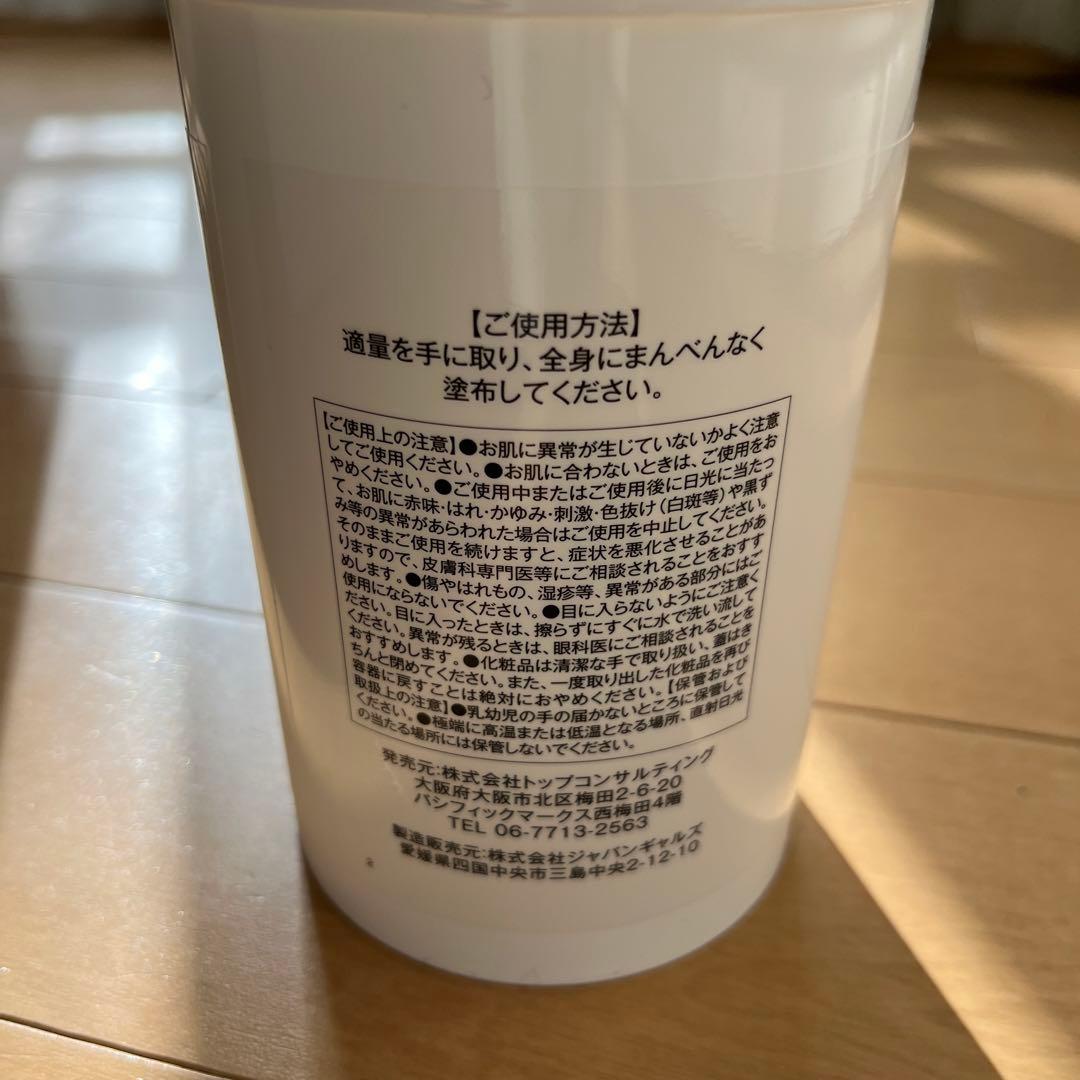 【ご使用方法】
適量を手に取り、全身にまんべんなく
塗布してください。
【ご使用上の注意】●お肌に異常が生じていないかよく注意
してご使用ください。●お肌に合わないときは、ご使用をお
やめください。●ご使用中またはご使用後に日光に当たっ
て、お肌に赤味・はれ・かゆみ・刺激・色抜け(白斑等)や黒ず
み等の異常があらわれた場合はご使用を中止してください。
そのままご使用を続けますと、症状を悪化させることがあ
りますので、皮膚科専門医等にご相談されることをおすす
めします。●傷やはれもの、湿疹等、異常がある部分にはご
使用にならないでください。●目に入らないようにご注意く
ださい。目に入ったときは、擦らずにすぐに水で洗い流して
ください。異常が残るときは、眼科医にご相談されることを
おすすめします。●化粧品は清潔な手で取り扱い、蓋はき
ちんと閉めてください。また、一度取り出した化粧品を再び
容器に戻すことは絶対におやめください。【保管および
取扱上の注意】●乳幼児の手の届かないところに保管して
ください。●極端に高温または低温となる場所、直射日光
の当たる場所には保管しないでください。
発売元:株式会社トップコンサルティング
大阪府大阪市北区梅田2-6-20
パシフィックマークス西梅田4階
TEL 06-7713-2563
製造販売元:株式会社ジャパンギャルズ
愛媛県四国中央市三島中央2-12-10